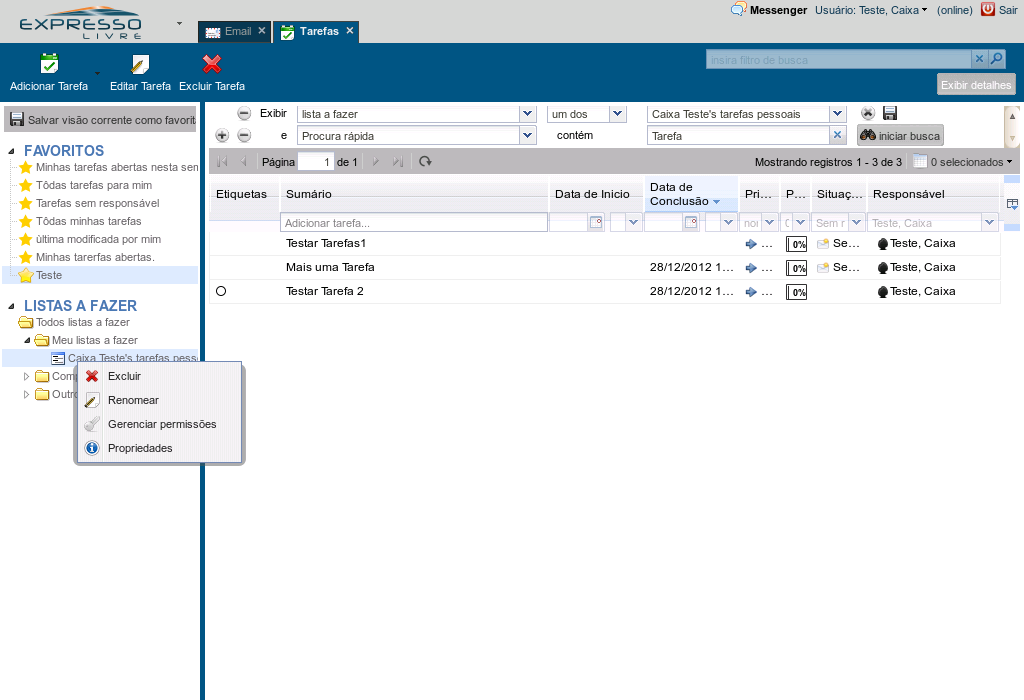 EXPRESSO
LIVRE
Email
Tarefas
Messenger
Usuário: Teste, Caixa
(online)
Sair
Adicionar Tarefa
Editar Tarefa
Excluir Tarefa
insira filtro de busca
Exibir detalhes
Salvar visão corrente como favorit
FAVORITOS
Minhas tarefas abertas nesta sen
Tôdas tarefas para mim
Tarefas sem responsável
Tôdas minhas tarefas
última modificada por mim
Minhas tarerfas abertas.
Teste
LISTAS A FAZER
Todos listas a fazer
Meu listas a fazer
Caixa Teste's tarefas pess
Com
Outro
Excluir
Renomear
Gerenciar permissões
Propriedades
Exibir
lista a fazer
um dos
Caixa Teste's tarefas pessoais
e
Procura rápida
contém
Tarefa
iniciar busca
Página 1 de 1
Mostrando registros 1 - 3 de 3
0 selecionados
Etiquetas
Sumário
Data de Inicio
Data de Conclusão
Pri...
P...
Situaç...
Responsável
Adicionar tarefa...
Sem r
Teste, Caixa
Testar Tarefas1 ... 0% Se... Teste, Caixa
Mais uma Tarefa 28/12/2012 1... ... 0% Se... Teste, Caixa
Testar Tarefa 2 28/12/2012 1... ... 0% Teste, Caixa